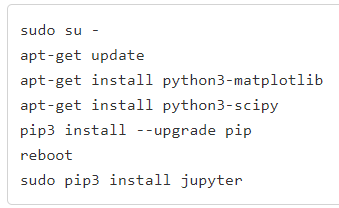 sudo su -
apt-get update
apt-get install python3-matplotlib
apt-get install python3-scipy
pip3 install --upgrade pip
reboot
sudo pip3 install jupyter